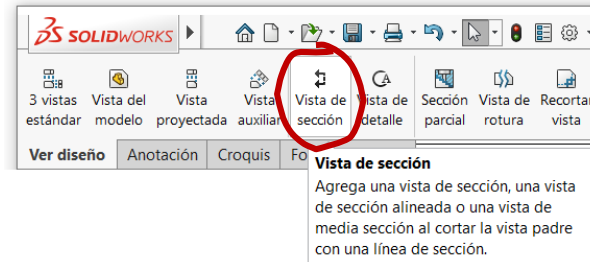 SOLIDWORKS
3 vistas estándar
Vista del modelo
Vista proyectada
Vista auxiliar
Vista de sección
Vista de detalle
Sección parcial
Vista de rotura
Recortar vista
Ver diseño Anotación Croquis Fo
Vista de sección
Agrega una vista de sección, una vista
de sección alineada o una vista de
media sección al cortar la vista padre
con una línea de sección.